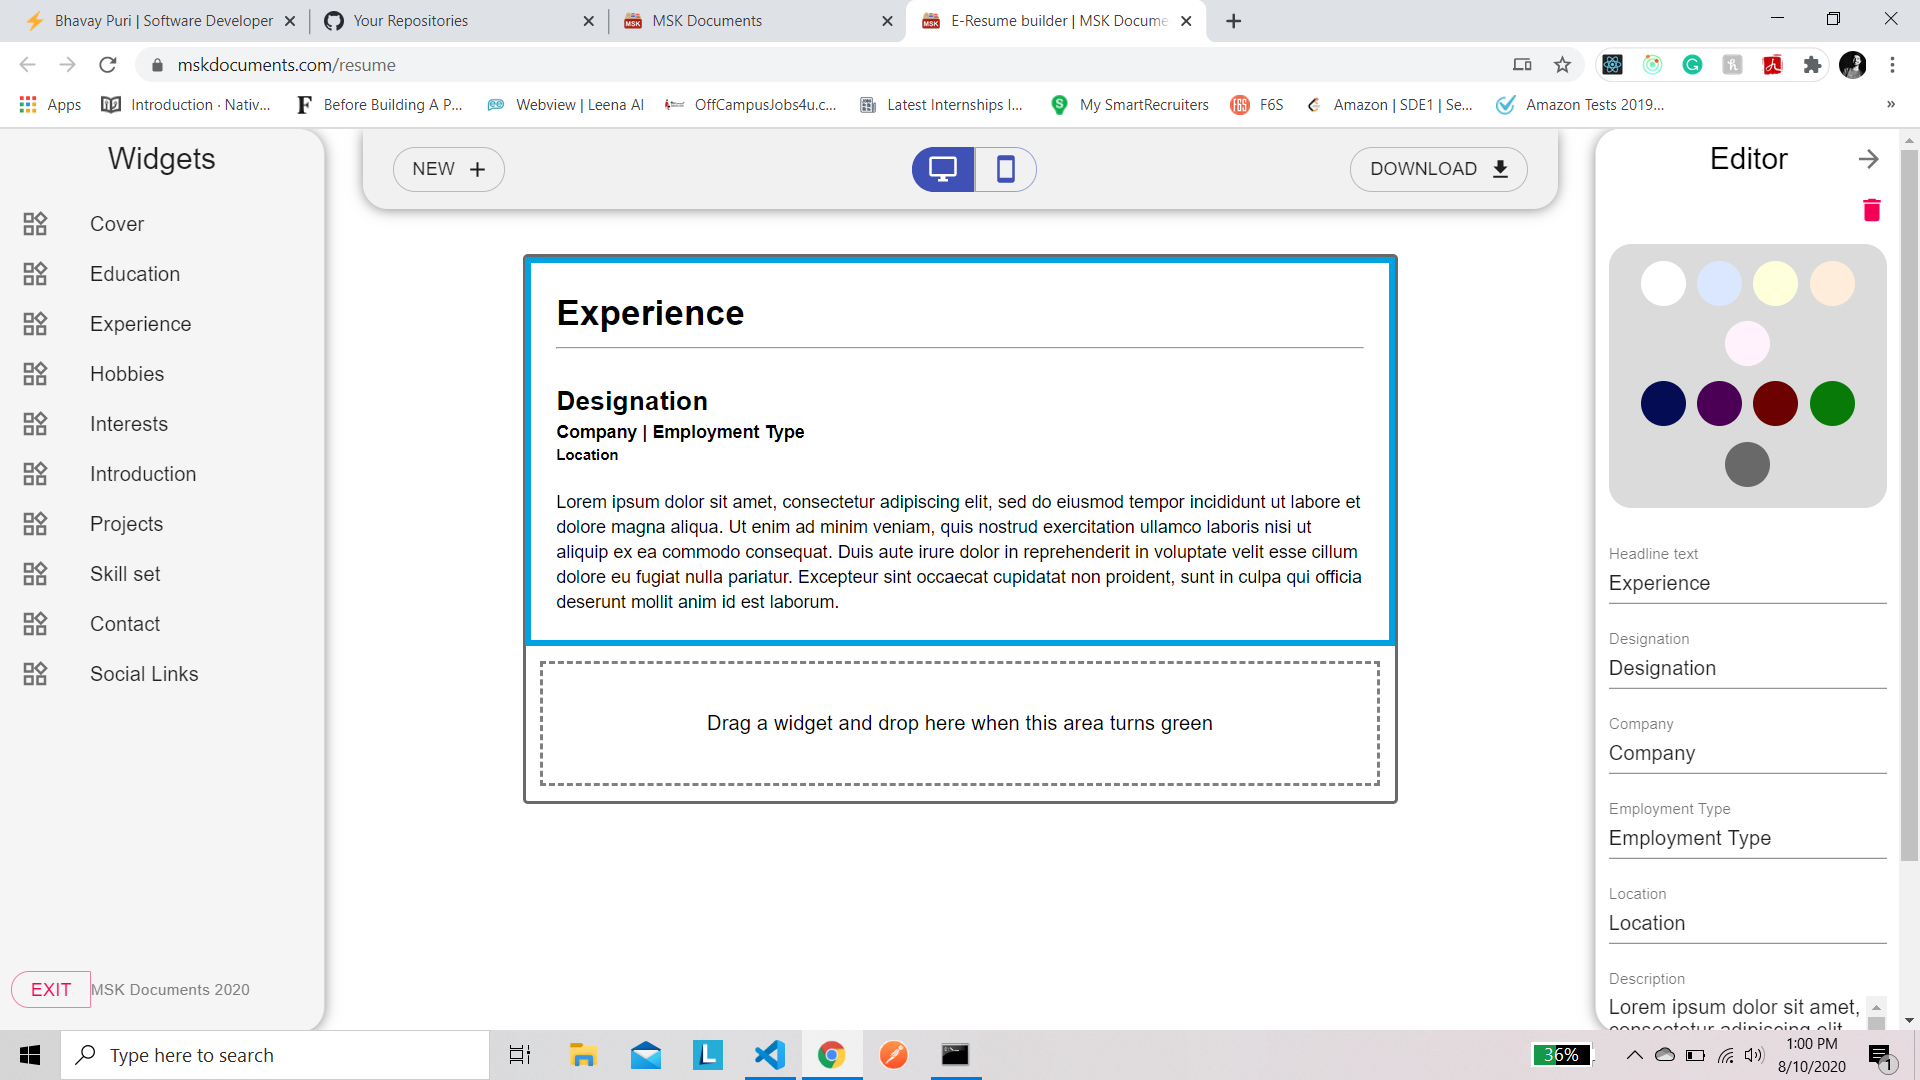 Bhavay Puri | Software Developer
Your Repositories
MSK Documents
E-Resume builder | MSK Docume
mskdocuments.com/resume
Apps
Introduction · Nativ...
Before Building A P...
Webview | Leena AI
OffCampusJobs4u.c...
Latest Internships I...
My SmartRecruiters
F6S
Amazon | SDE1 | Se...
Amazon Tests 2019...
»
Widgets
Cover
Education
Experience
Hobbies
Interests
Introduction
Projects
Skill set
Contact
Social Links
EXIT
MSK Documents 2020
NEW +
DOWNLOAD
Experience
Designation
Company | Employment Type
Location
Lorem ipsum dolor sit amet, consectetur adipiscing elit, sed do eiusmod tempor incididunt ut labore et
dolore magna aliqua. Ut enim ad minim veniam, quis nostrud exercitation ullamco laboris nisi ut
aliquip ex ea commodo consequat. Duis aute irure dolor in reprehenderit in voluptate velit esse cillum
dolore eu fugiat nulla pariatur. Excepteur sint occaecat cupidatat non proident, sunt in culpa qui officia
deserunt mollit anim id est laborum.
Drag a widget and drop here when this area turns green
Editor
Headline text
Experience
Designation
Designation
Company
Company
Employment Type
Employment Type
Location
Location
Description
Lorem ipsum dolor sit amet,
consectetur adipiscing elit
Type here to search
36%
1:00 PM
8/10/2020
1